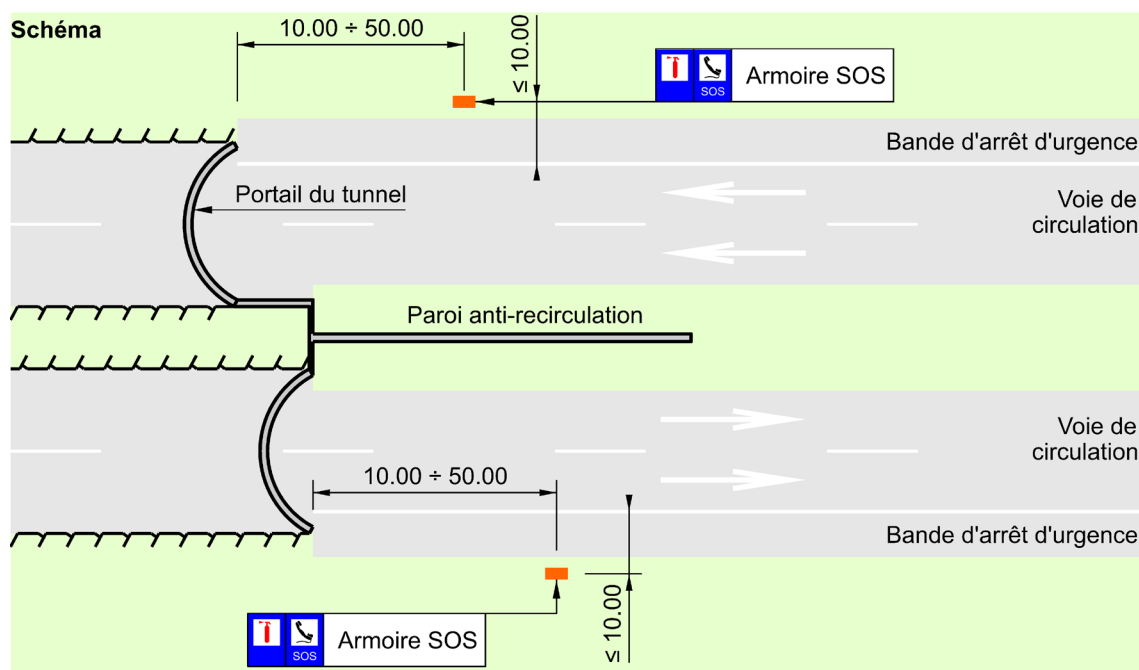 Schéma
10.00 ÷ 50.00
≤ 10.00
SOS
Armoire SOS
Bande d'arrêt d'urgence
Portail du tunnel
Voie de
circulation
Paroi anti-recirculation
Voie de
circulation
10.00 ÷ 50.00
Bande d'arrêt d'urgence
≤ 10.00
SOS
Armoire SOS